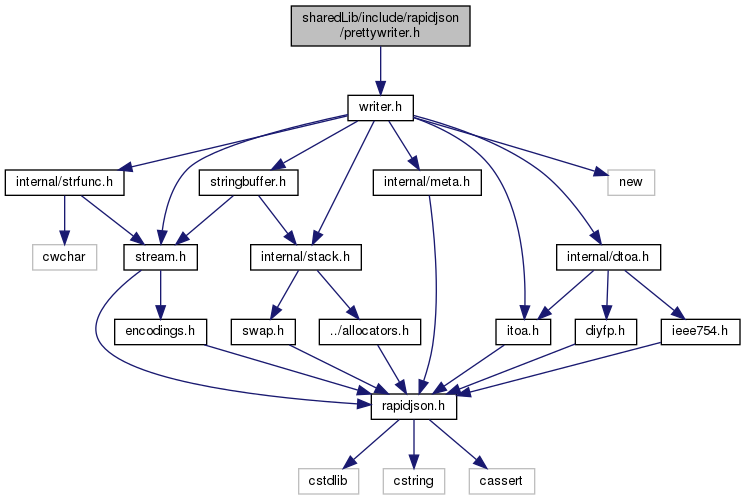 sharedLib/include/rapidjson
/prettywriter.h
writer.h
internal/strfunc.h
stringbuffer.h
internal/meta.h
new
cwchar
stream.h
internal/stack.h
internal/dtoa.h
encodings.h
swap.h
../allocators.h
itoa.h
diyfp.h
ieee754.h
rapidjson.h
cstdlib
cstring
cassert